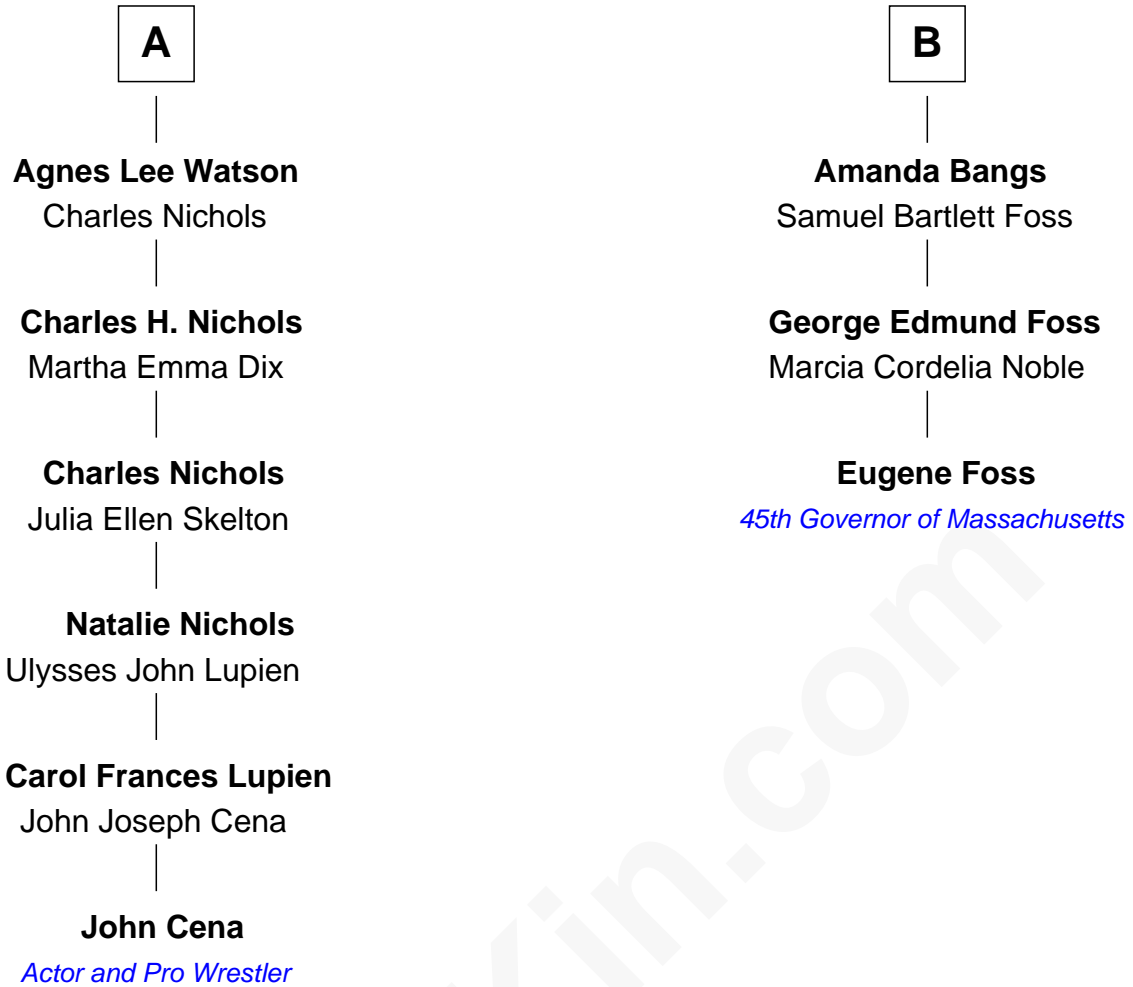 A
Agnes Lee Watson
Charles Nichols
Charles H. Nichols
Martha Emma Dix
Charles Nichols
Julia Ellen Skelton
Natalie Nichols
Ulysses John Lupien
Carol Frances Lupien
John Joseph Cena
John Cena
Actor and Pro Wrestler
B
Amanda Bangs
Samuel Bartlett Foss
George Edmund Foss
Marcia Cordelia Noble
Eugene Foss
45th Governor of Massachusetts
Kin.com